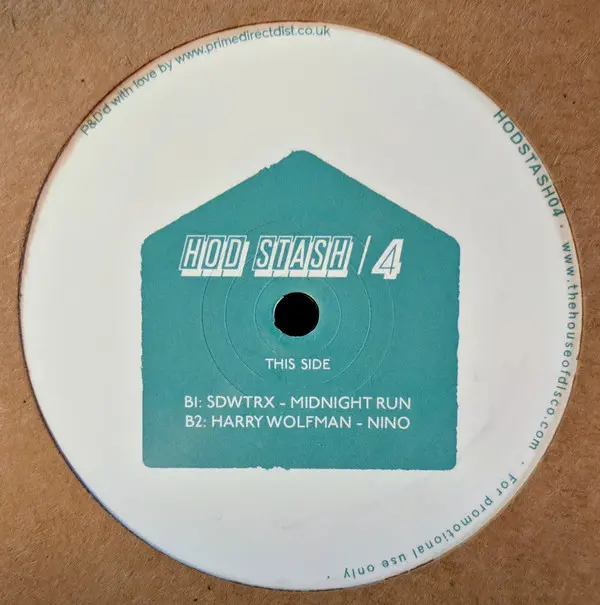 P&D'd with love by www.primedirectdist.co.uk
HODSTASH04 · www.thehouseofdisco.com · For promotional use only ·
HOD STASH / 4
THIS SIDE
B1: SDWTRX - MIDNIGHT RUN
B2: HARRY WOLFMAN - NINO